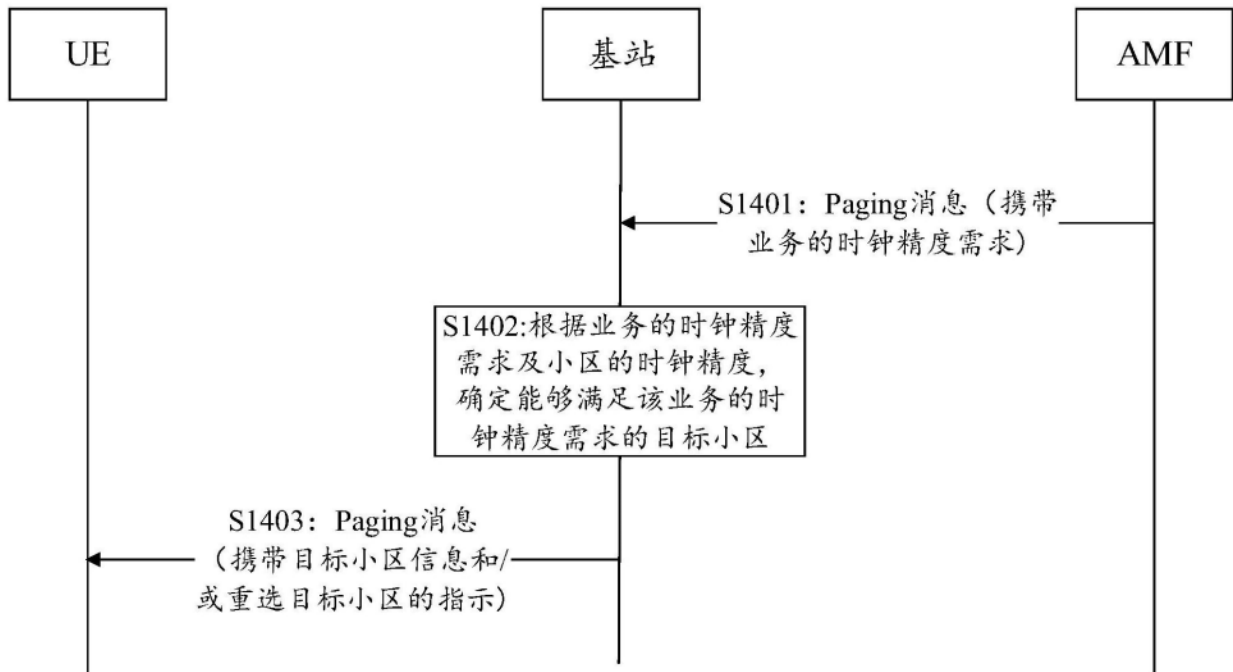 UE
基站
AMF
S1401：Paging消息（携带
业务的时钟精度需求）
S1402:根据业务的时钟精度
需求及小区的时钟精度，
确定能够满足该业务的时
钟精度需求的目标小区
S1403：Paging消息
（携带目标小区信息和/
或重选目标小区的指示）